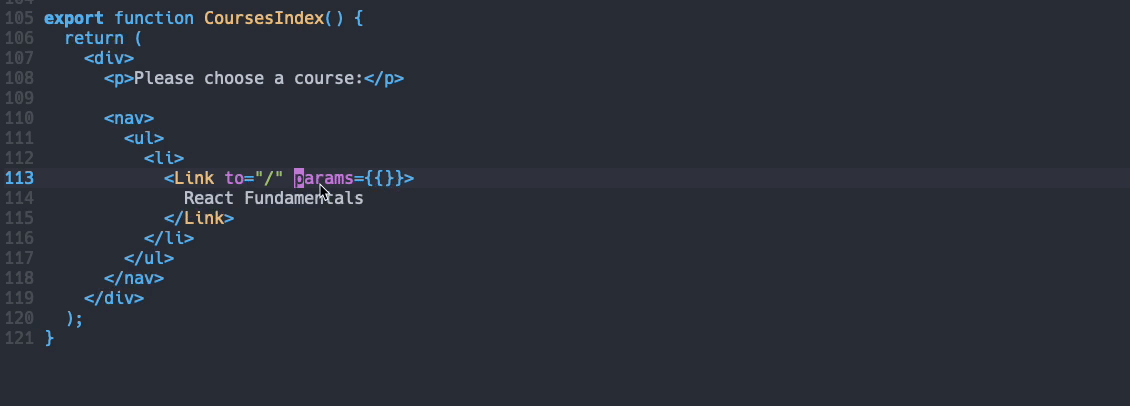 105 export function CoursesIndex() {
106   return (
107     <div>
108       <p>Please choose a course:</p>
109
110       <nav>
111         <ul>
112           <li>
113             <Link to="/" params={{}}>
114               React Fundamentals
115             </Link>
116           </li>
117         </ul>
118       </nav>
119     </div>
120   );
121 }